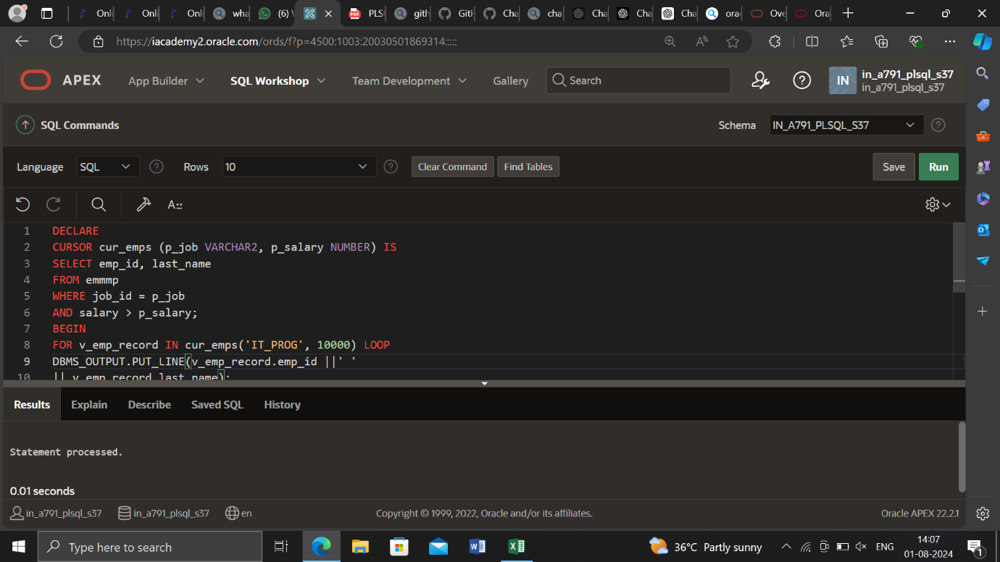 Onli
Onli
Onli
wha
(6)
PLS
gith
GitH
Cha
cha
Cha
Cha
Cha
orac
Ove
Ora
https://iacademy2.oracle.com/ords/f?p=4500:1003:20030501869314:::::
APEX
App Builder
SQL Workshop
Team Development
Gallery
Search
IN
in_a791_plsql_s37
in_a791_plsql_s37
SQL Commands
Schema
IN_A791_PLSQL_S37
Language
SQL
Rows
10
Clear Command
Find Tables
Save
Run
1 DECLARE
2 CURSOR cur_emps (p_job VARCHAR2, p_salary NUMBER) IS
3 SELECT emp_id, last_name
4 FROM emmmp
5 WHERE job_id = p_job
6 AND salary > p_salary;
7 BEGIN
8 FOR v_emp_record IN cur_emps('IT_PROG', 10000) LOOP
9 DBMS_OUTPUT.PUT_LINE(v_emp_record.emp_id ||' '
10 || v_emp_record.last_name);
Results
Explain
Describe
Saved SQL
History
Statement processed.
0.01 seconds
in_a791_plsql_s37
in_a791_plsql_s37
en
Copyright © 1999, 2022, Oracle and/or its affiliates.
Oracle APEX 22.2.1
Type here to search
36°C Partly sunny
ENG
14:07
01-08-2024
1